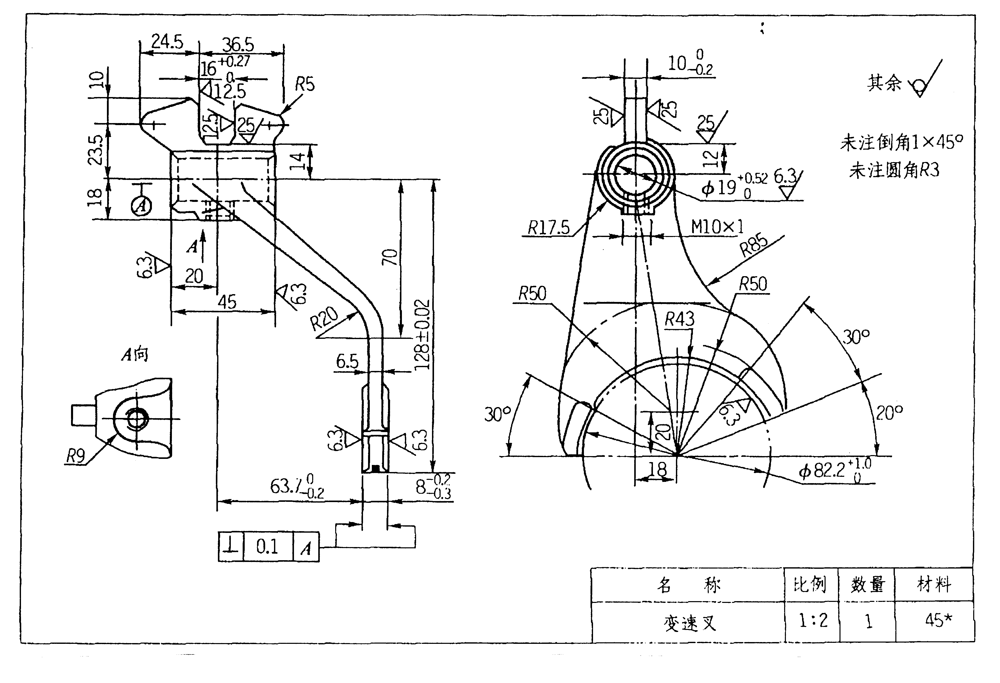 24.5
36.5
16 +0.27 0
12.5
R5
10
12.5
25
23.5
14
18
A
A
6.3
20
6.3
45
70
R20
128±0.02
A向
6.5
R9
6.3
6.3
63.7 0 -0.2
8 -0.2 -0.3
⊥ 0.1 A
10 0 -0.2
25
25
25
12
φ19 +0.52 0
6.3
R17.5
M10×1
R85
R50
R50
R43
30°
30°
20°
6.3
20
18
φ82.2 +1.0 0
其余
未注倒角1×45°
未注圆角R3
名 称 比例 数量 材料
变速叉 1:2 1 45*